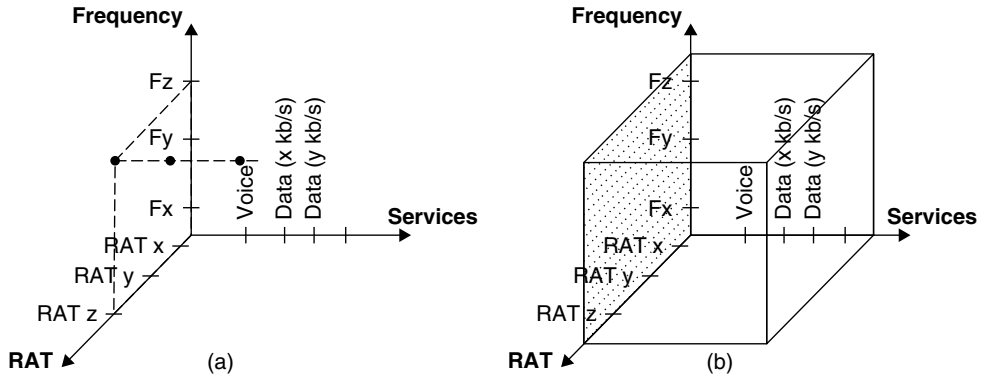 Frequency
Fz
Fy
Fx
Voice
Data (x kb/s)
Data (y kb/s)
Services
RAT x
RAT y
RAT z
RAT
(a)
Frequency
Fz
Fy
Fx
Voice
Data (x kb/s)
Data (y kb/s)
Services
RAT x
RAT y
RAT z
RAT
(b)